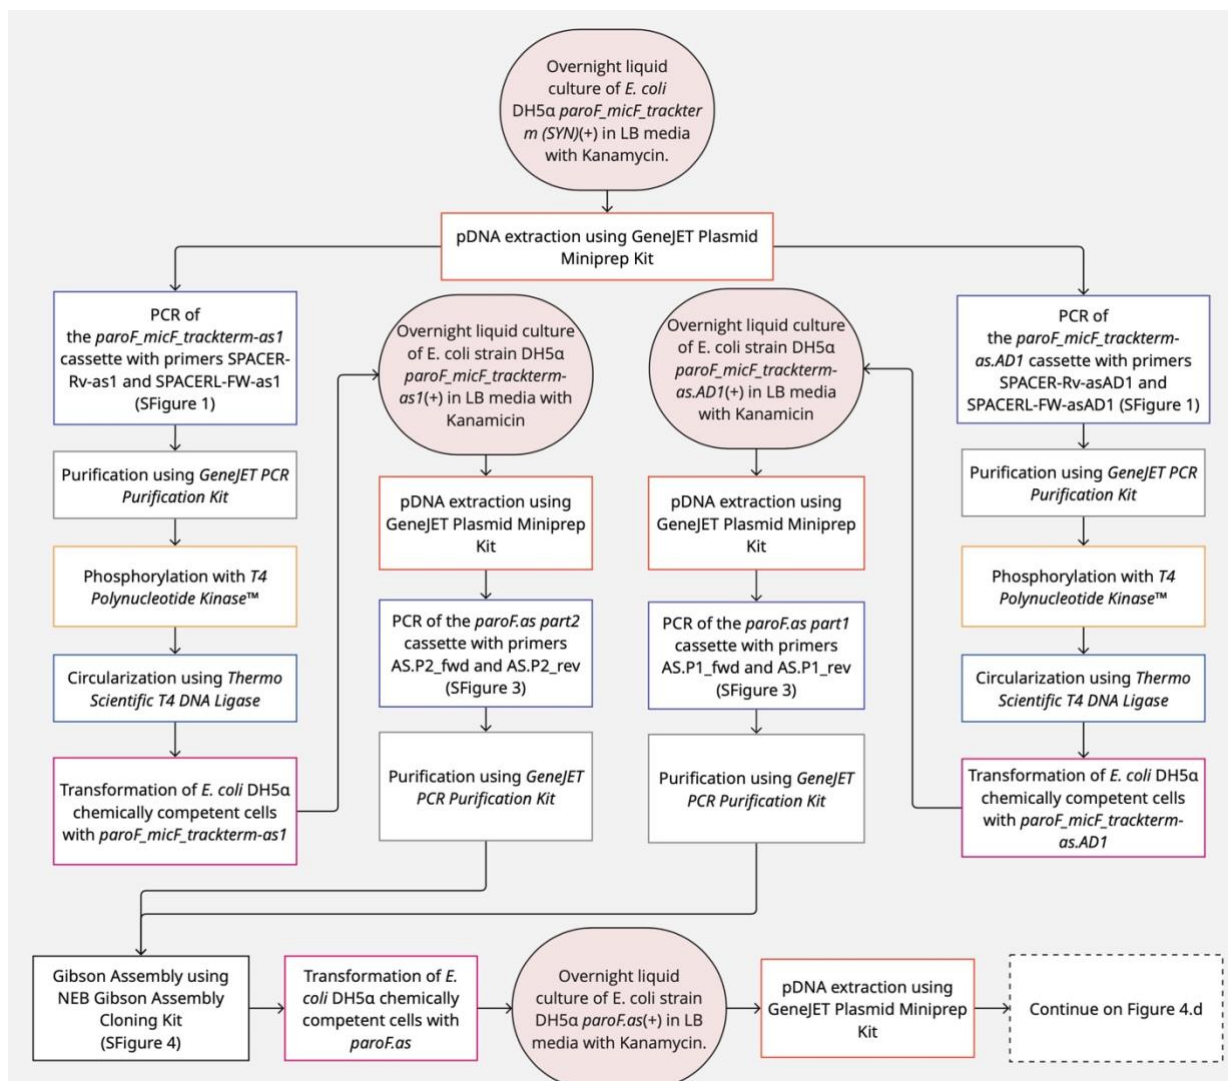 Overnight liquid
culture of E. coli
DH5α paroF_micF_trackter
m (SYN)(+) in LB media
with Kanamycin.
pDNA extraction using GeneJET Plasmid
Miniprep Kit
PCR of
the paroF_micF_trackterm-as1
cassette with primers SPACER-
Rv-as1 and SPACERL-FW-as1
(SFigure 1)
Purification using GeneJET PCR
Purification Kit
Phosphorylation with T4
Polynucleotide Kinase™
Circularization using Thermo
Scientific T4 DNA Ligase
Transformation of E. coli DH5α
chemically competent cells
with paroF_micF_trackterm-as1
Overnight liquid culture
of E. coli strain DH5α
paroF_micF_trackterm-
as1(+) in LB media with
Kanamicin
pDNA extraction using
GeneJET Plasmid Miniprep
Kit
PCR of the paroF.as part2
cassette with primers
AS.P2_fwd and AS.P2_rev
(SFigure 3)
Purification using GeneJET
PCR Purification Kit
Overnight liquid culture
of E. coli strain DH5α
paroF_micF_trackterm-
as.AD1(+) in LB media
with Kanamicin
pDNA extraction using
GeneJET Plasmid Miniprep
Kit
PCR of the paroF.as part1
cassette with primers
AS.P1_fwd and AS.P1_rev
(SFigure 3)
Purification using GeneJET
PCR Purification Kit
PCR of
the paroF_micF_trackterm-
as.AD1 cassette with primers
SPACER-Rv-asAD1 and
SPACERL-FW-asAD1 (SFigure 1)
Purification using GeneJET PCR
Purification Kit
Phosphorylation with T4
Polynucleotide Kinase™
Circularization using Thermo
Scientific T4 DNA Ligase
Transformation of E. coli DH5α
chemically competent cells
with paroF_micF_trackterm-
as.AD1
Gibson Assembly using
NEB Gibson Assembly
Cloning Kit
(SFigure 4)
Transformation of E.
coli DH5α chemically
competent cells with
paroF.as
Overnight liquid
culture of E. coli strain
DH5α paroF.as(+) in LB
media with Kanamycin.
pDNA extraction using
GeneJET Plasmid Miniprep
Kit
Continue on Figure 4.d